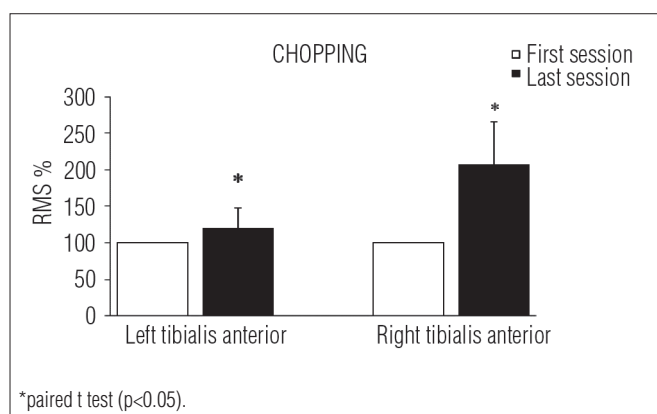 CHOPPING
First session
Last session
RMS %
300
250
200
150
100
50
0
*
*
Left tibialis anterior
Right tibialis anterior
*paired t test (p<0.05).